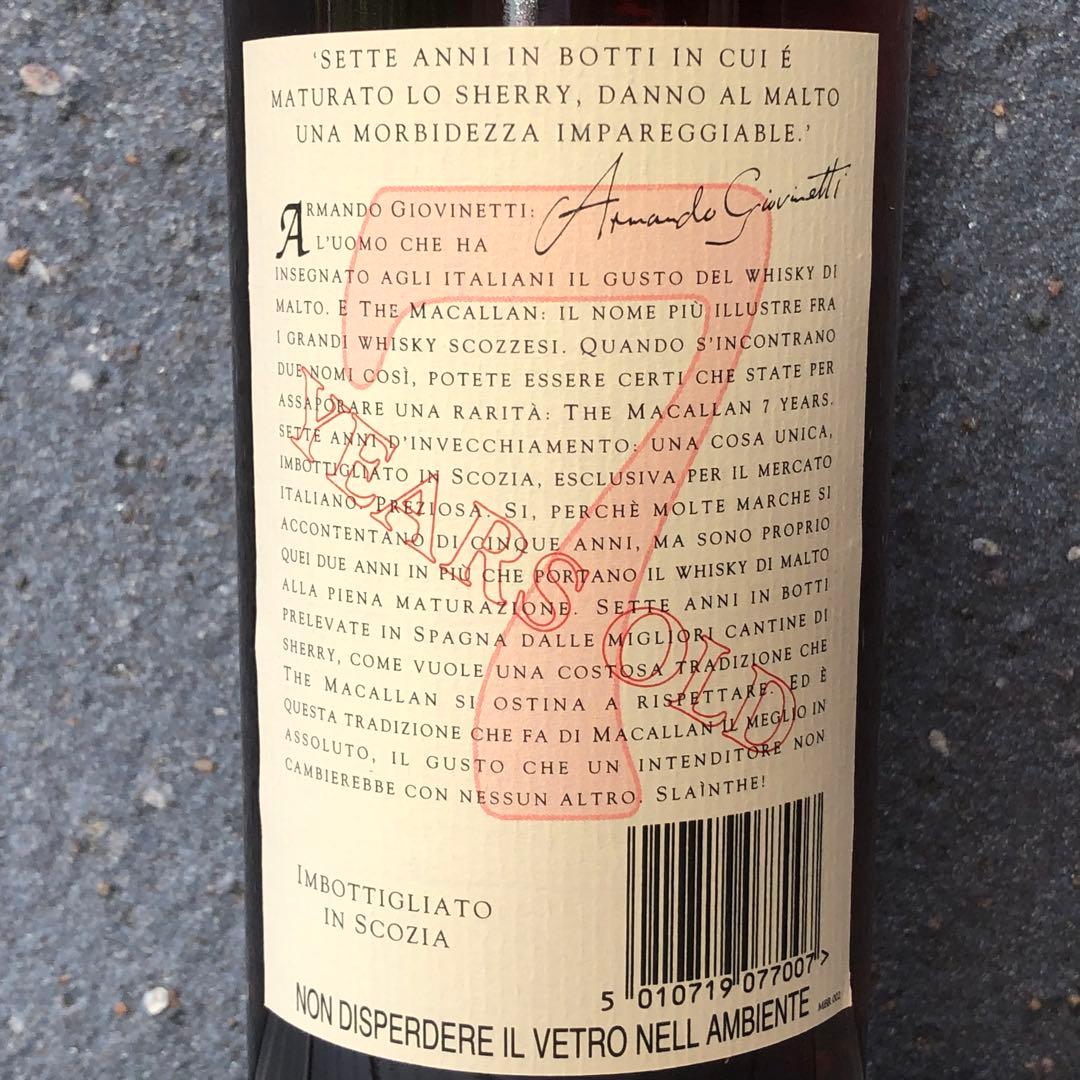 'SETTE ANNI IN BOTTI IN CUI É
MATURATO LO SHERRY, DANNO AL MALTO
UNA MORBIDEZZA IMPAREGGIABLE.'
ARMANDO GIOVINETTI: Armando Giovinetti
L'UOMO CHE HA
INSEGNATO AGLI ITALIANI IL GUSTO DEL WHISKY DI
MALTO. E THE MACALLAN: IL NOME PIÙ ILLUSTRE FRA
I GRANDI WHISKY SCOZZESI. QUANDO S'INCONTRANO
DUE NOMI COSÌ, POTETE ESSERE CERTI CHE STATE PER
ASSAPORARE UNA RARITÀ: THE MACALLAN 7 YEARS.
SETTE ANNI D'INVECCHIAMENTO: UNA COSA UNICA,
IMBOTTIGLIATO IN SCOZIA, ESCLUSIVA PER IL MERCATO
ITALIANO. PREZIOSA. SI, PERCHÈ MOLTE MARCHE SI
ACCONTENTANO DI CINQUE ANNI, MA SONO PROPRIO
QUEI DUE ANNI IN PIÙ CHE PORTANO IL WHISKY DI MALTO
ALLA PIENA MATURAZIONE. SETTE ANNI IN BOTTI
PRELEVATE IN SPAGNA DALLE MIGLIORI CANTINE DI
SHERRY, COME VUOLE UNA COSTOSA TRADIZIONE CHE
THE MACALLAN SI OSTINA A RISPETTARE. ED È
QUESTA TRADIZIONE CHE FA DI MACALLAN IL MEGLIO IN
ASSOLUTO, IL GUSTO CHE UN INTENDITORE NON
CAMBIEREBBE CON NESSUN ALTRO. SLAÌNTHE!
7
YEARS OLD
IMBOTTIGLIATO
IN SCOZIA
5 010719 077007 >
NON DISPERDERE IL VETRO NELL AMBIENTE